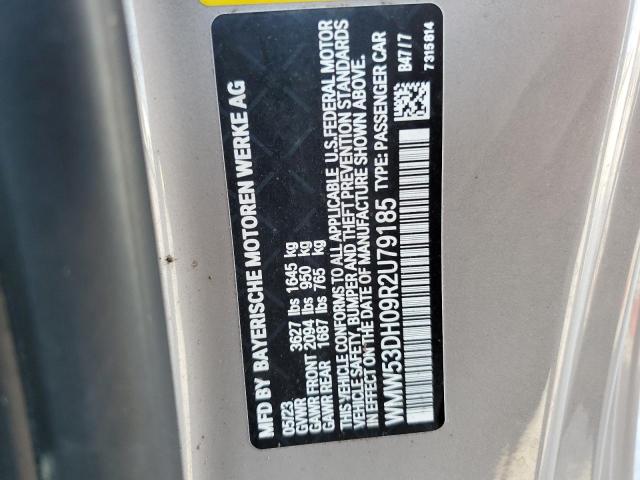 MFD BY BAYERISCHE MOTOREN WERKE AG
05/23
GVWR 3627 lbs 1645 kg
GAWR FRONT 2094 lbs 950 kg
GAWR REAR 1687 lbs 765 kg
THIS VEHICLE CONFORMS TO ALL APPLICABLE U.S.FEDERAL MOTOR
VEHICLE-SAFETY, BUMPER AND THEFT PREVENTION STANDARDS
IN EFFECT ON THE DATE OF MANUFACTURE SHOWN ABOVE.
WMW53DH09R2U79185 TYPE: PASSENGER CAR
B47/7
7315814